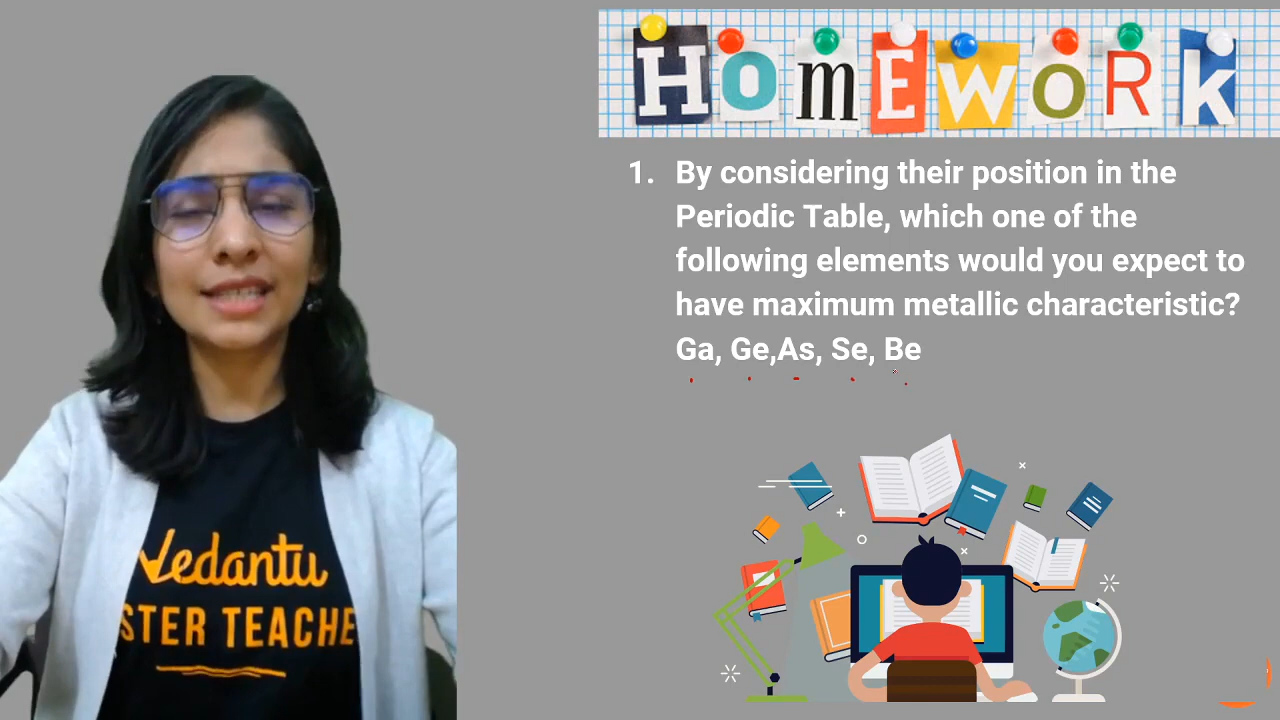 HOmEWORk
1. By considering their position in the
Periodic Table, which one of the
following elements would you expect to
have maximum metallic characteristic?
Ga, Ge,As, Se, Be
Vedantu
STER TEACHE